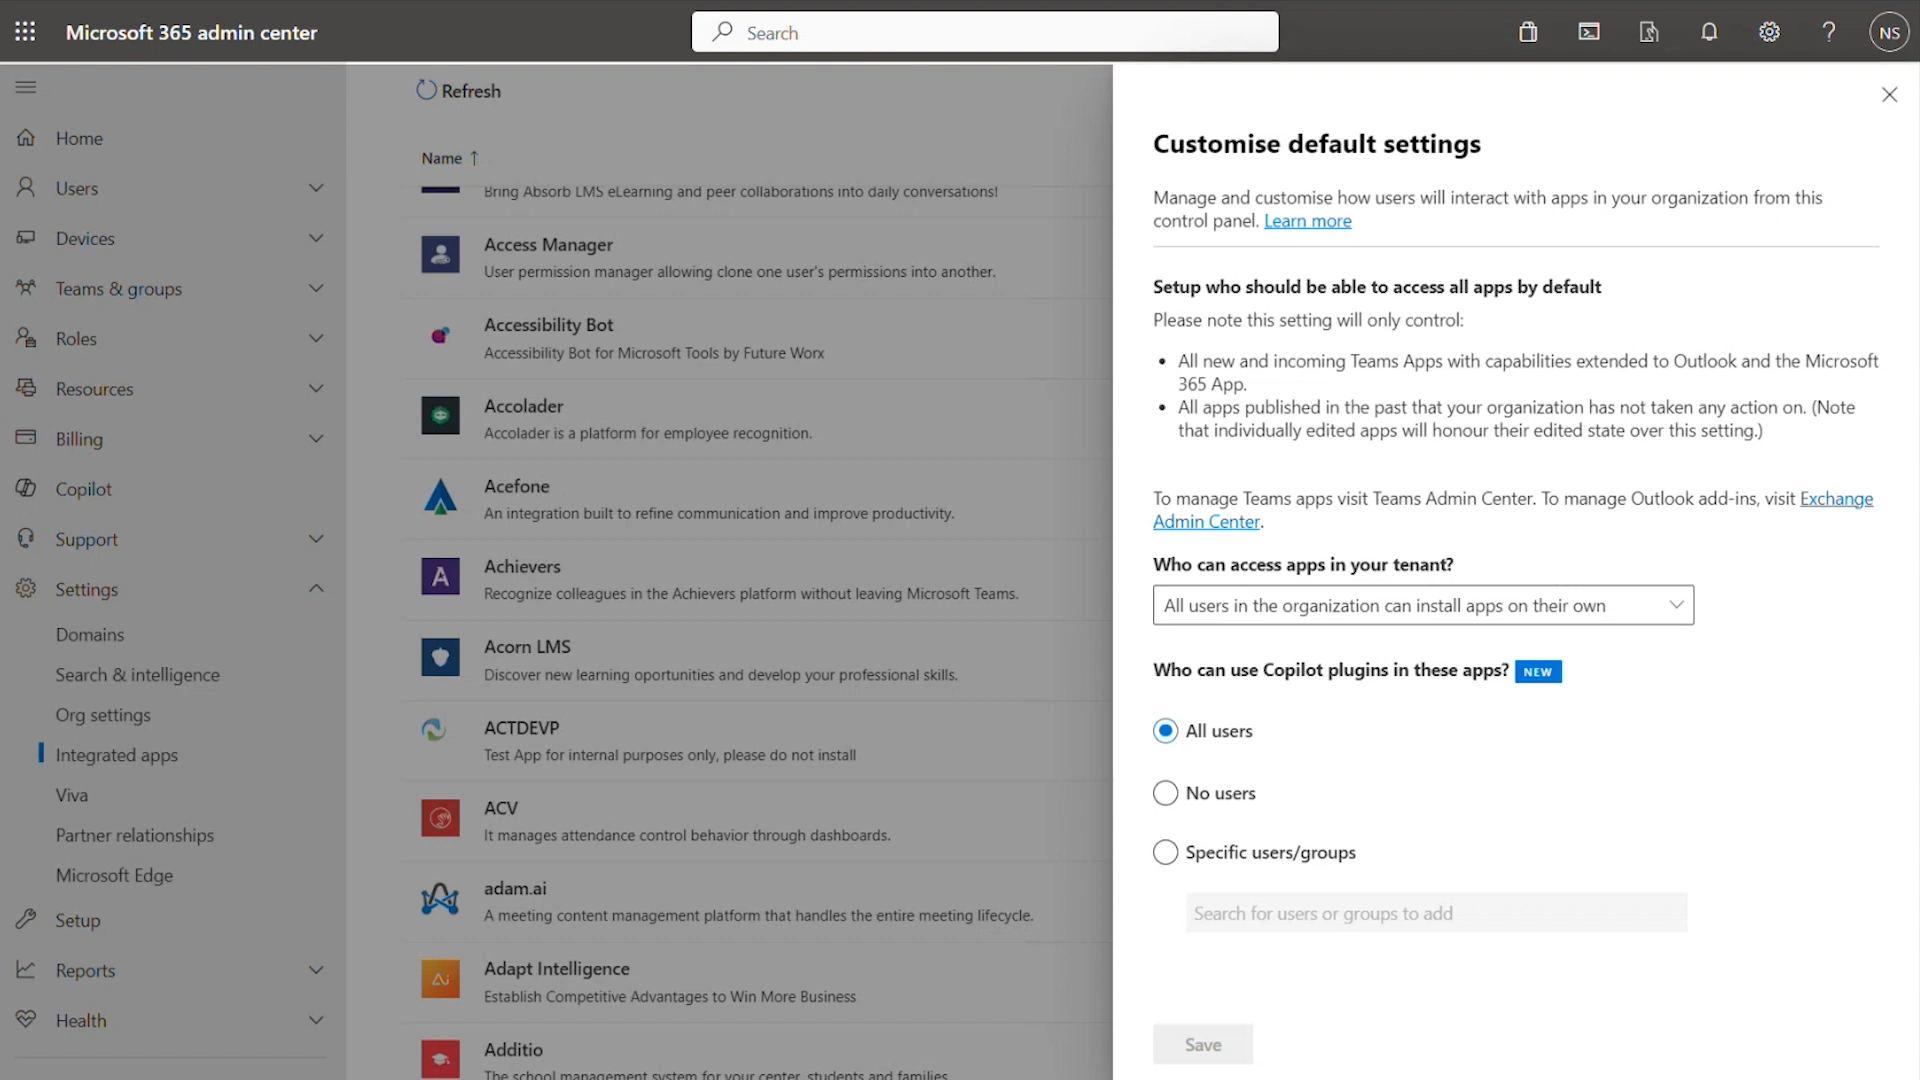 Microsoft 365 admin center
Search
NS
Home
Users
Devices
Teams & groups
Roles
Resources
Billing
Copilot
Support
Settings
Domains
Search & intelligence
Org settings
Integrated apps
Viva
Partner relationships
Microsoft Edge
Setup
Reports
Health
Refresh
Name ↑
Bring Absorb LMS eLearning and peer collaborations into daily conversations!
Access Manager
User permission manager allowing clone one user's permissions into another.
Accessibility Bot
Accessibility Bot for Microsoft Tools by Future Worx
Accolader
Accolader is a platform for employee recognition.
Acefone
An integration built to refine communication and improve productivity.
A
Achievers
Recognize colleagues in the Achievers platform without leaving Microsoft Teams.
Acorn LMS
Discover new learning oportunities and develop your professional skills.
ACTDEVP
Test App for internal purposes only, please do not install
ACV
It manages attendance control behavior through dashboards.
adam.ai
A meeting content management platform that handles the entire meeting lifecycle.
Adapt Intelligence
Establish Competitive Advantages to Win More Business
Additio
The school management system for your center, students and families
Customise default settings
Manage and customise how users will interact with apps in your organization from this
control panel. Learn more
Setup who should be able to access all apps by default
Please note this setting will only control:
• All new and incoming Teams Apps with capabilities extended to Outlook and the Microsoft
365 App.
• All apps published in the past that your organization has not taken any action on. (Note
that individually edited apps will honour their edited state over this setting.)
To manage Teams apps visit Teams Admin Center. To manage Outlook add-ins, visit Exchange
Admin Center.
Who can access apps in your tenant?
All users in the organization can install apps on their own
Who can use Copilot plugins in these apps? NEW
All users
No users
Specific users/groups
Search for users or groups to add
Save